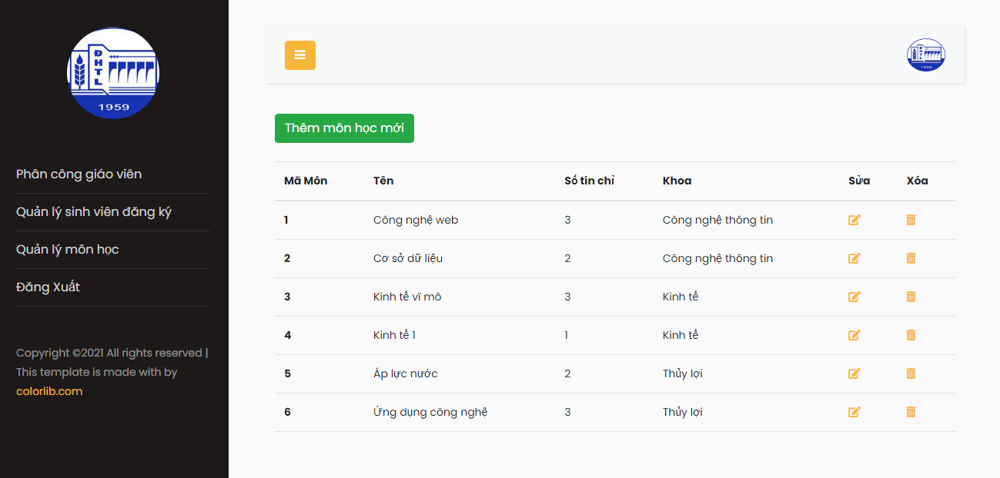 ĐHTL
1959
Phân công giáo viên
Quản lý sinh viên đăng ký
Quản lý môn học
Đăng Xuất
Copyright ©2021 All rights reserved |
This template is made with by
colorlib.com
ĐHTL
1959
Thêm môn học mới
Mã Môn Tên Số tín chỉ Khoa Sửa Xóa
1 Công nghệ web 3 Công nghệ thông tin
2 Cơ sở dữ liệu 2 Công nghệ thông tin
3 Kinh tế vĩ mô 3 Kinh tế
4 Kinh tế 1 1 Kinh tế
5 Áp lực nước 2 Thủy lợi
6 Ứng dụng công nghệ 3 Thủy lợi